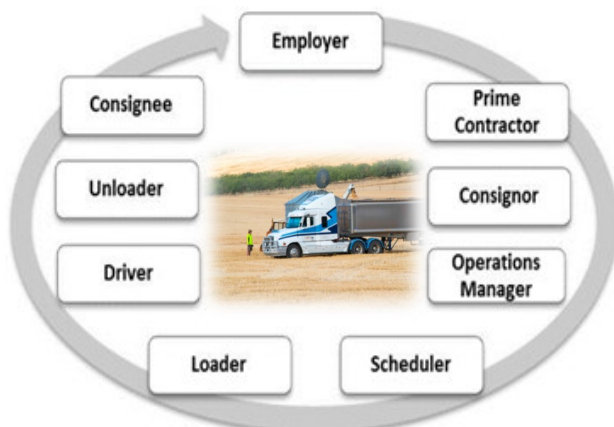 Employer
Prime
Contractor
Consignor
Operations
Manager
Scheduler
Loader
Driver
Unloader
Consignee